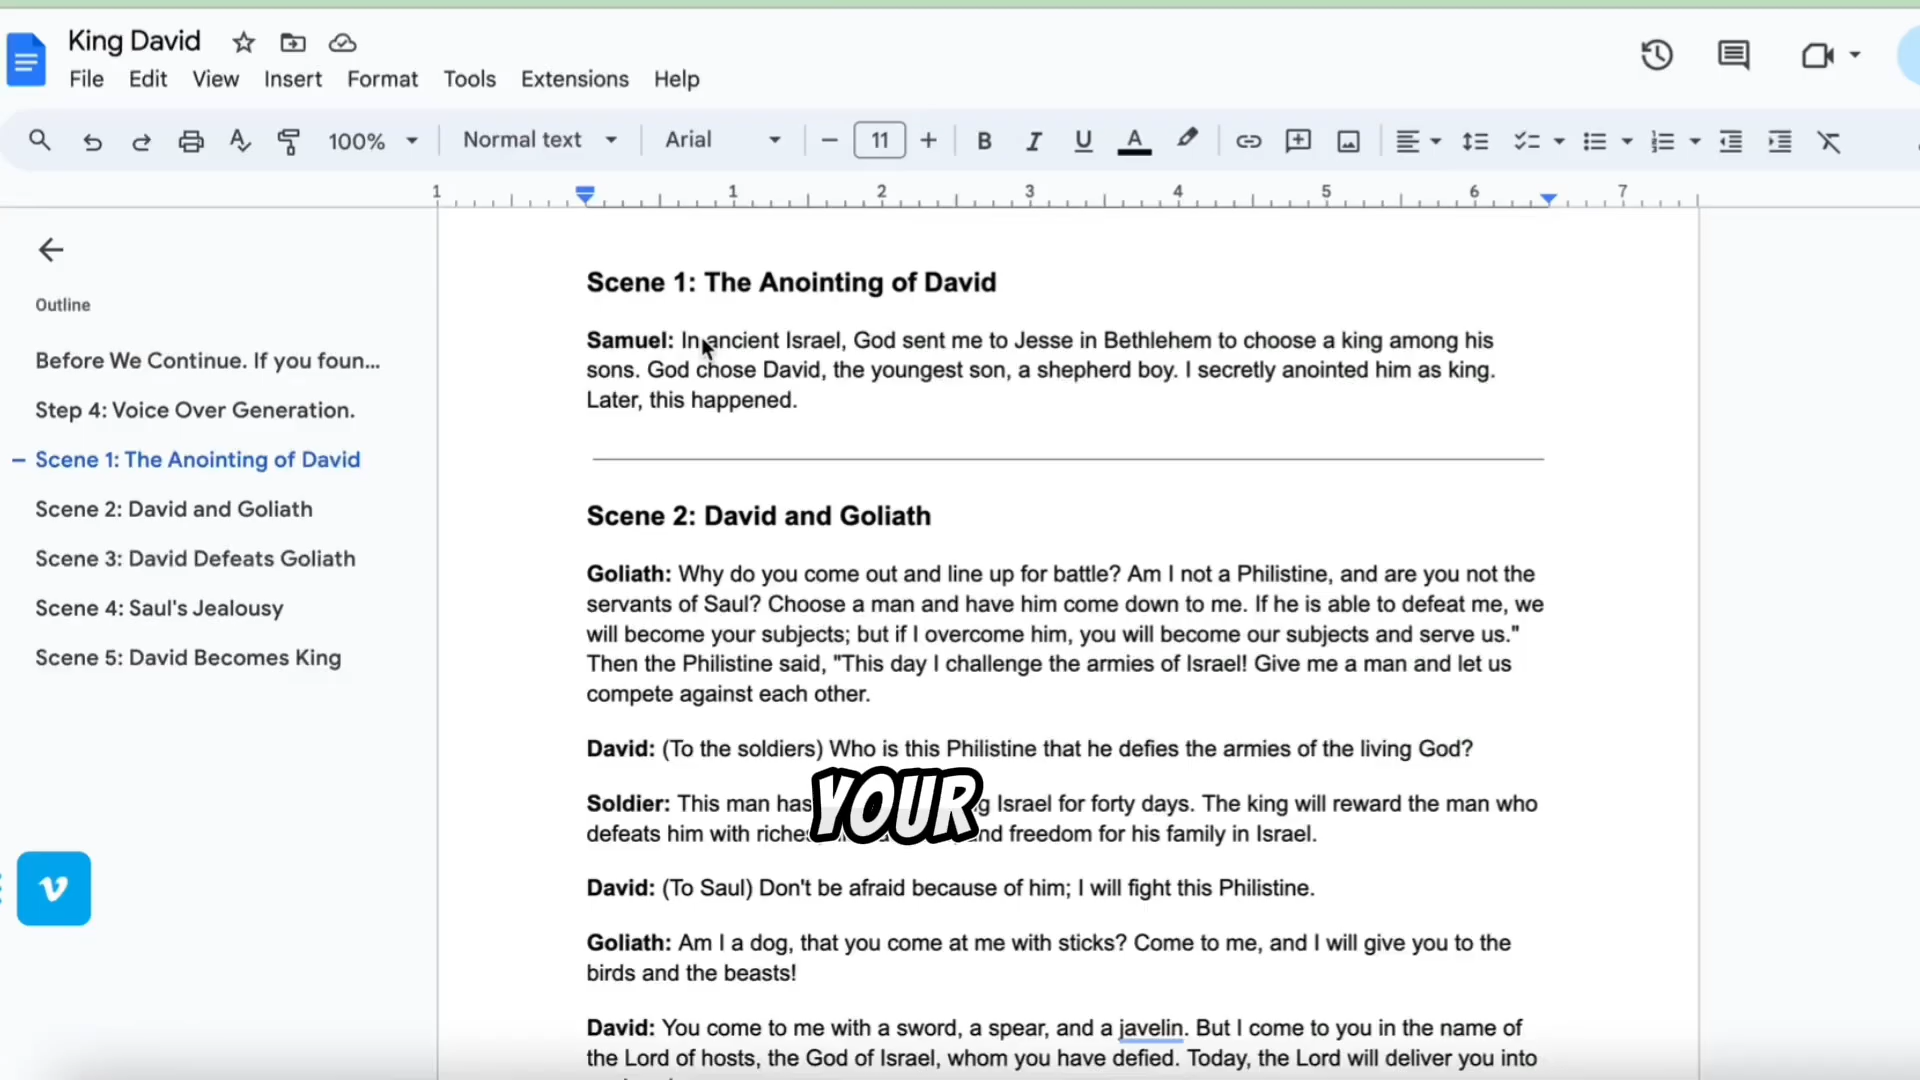 King David
File Edit View Insert Format Tools Extensions Help
100% Normal text Arial 11 B I U A
1 1 2 3 4 5 6 7
Outline
Before We Continue. If you foun...
Step 4: Voice Over Generation.
Scene 1: The Anointing of David
Scene 2: David and Goliath
Scene 3: David Defeats Goliath
Scene 4: Saul's Jealousy
Scene 5: David Becomes King
Scene 1: The Anointing of David
Samuel: In ancient Israel, God sent me to Jesse in Bethlehem to choose a king among his
sons. God chose David, the youngest son, a shepherd boy. I secretly anointed him as king.
Later, this happened.
Scene 2: David and Goliath
Goliath: Why do you come out and line up for battle? Am I not a Philistine, and are you not the
servants of Saul? Choose a man and have him come down to me. If he is able to defeat me, we
will become your subjects; but if I overcome him, you will become our subjects and serve us."
Then the Philistine said, "This day I challenge the armies of Israel! Give me a man and let us
compete against each other.
David: (To the soldiers) Who is this Philistine that he defies the armies of the living God?
Soldier: This man has Israel for forty days. The king will reward the man who
defeats him with and freedom for his family in Israel.
YOUR
David: (To Saul) Don't be afraid because of him; I will fight this Philistine.
Goliath: Am I a dog, that you come at me with sticks? Come to me, and I will give you to the
birds and the beasts!
David: You come to me with a sword, a spear, and a javelin. But I come to you in the name of
the Lord of hosts, the God of Israel, whom you have defied. Today, the Lord will deliver you into